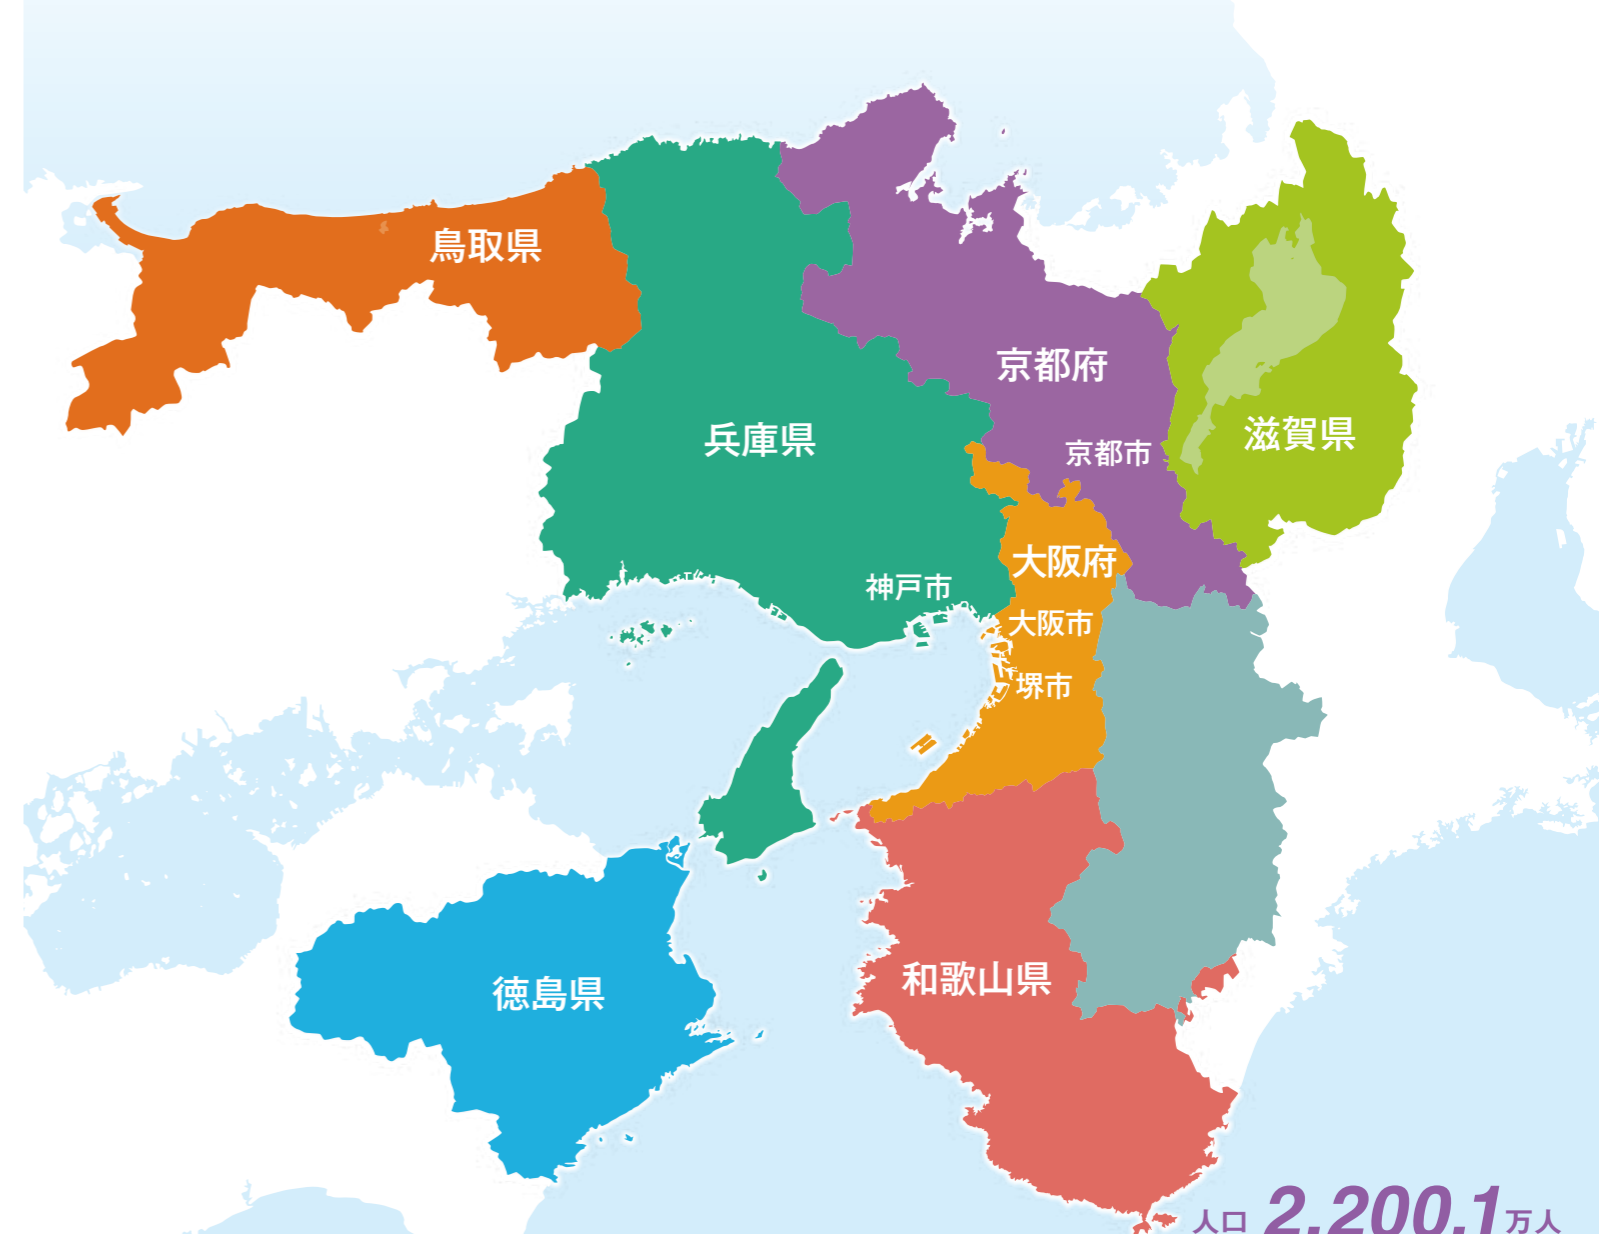 鳥取県
京都府
兵庫県
京都市
滋賀県
大阪府
神戸市
大阪市
堺市
和歌山県
徳島県
人口 2,200.1万人